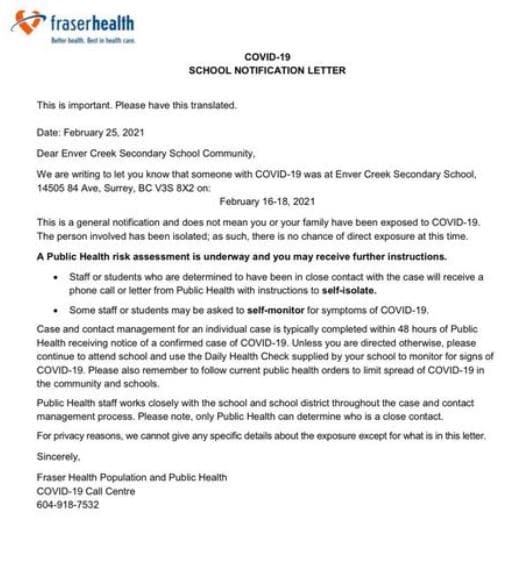 fraserhealth
Better health. Best in health care.
COVID-19
SCHOOL NOTIFICATION LETTER
This is important. Please have this translated.
Date: February 25, 2021
Dear Enver Creek Secondary School Community,
We are writing to let you know that someone with COVID-19 was at Enver Creek Secondary School,
14505 84 Ave, Surrey, BC V3S 8X2 on:
February 16-18, 2021
This is a general notification and does not mean you or your family have been exposed to COVID-19.
The person involved has been isolated; as such, there is no chance of direct exposure at this time.
A Public Health risk assessment is underway and you may receive further instructions.
• Staff or students who are determined to have been in close contact with the case will receive a
phone call or letter from Public Health with instructions to self-isolate.
• Some staff or students may be asked to self-monitor for symptoms of COVID-19.
Case and contact management for an individual case is typically completed within 48 hours of Public
Health receiving notice of a confirmed case of COVID-19. Unless you are directed otherwise, please
continue to attend school and use the Daily Health Check supplied by your school to monitor for signs of
COVID-19. Please also remember to follow current public health orders to limit spread of COVID-19 in
the community and schools.
Public Health staff works closely with the school and school district throughout the case and contact
management process. Please note, only Public Health can determine who is a close contact.
For privacy reasons, we cannot give any specific details about the exposure except for what is in this letter.
Sincerely,
Fraser Health Population and Public Health
COVID-19 Call Centre
604-918-7532